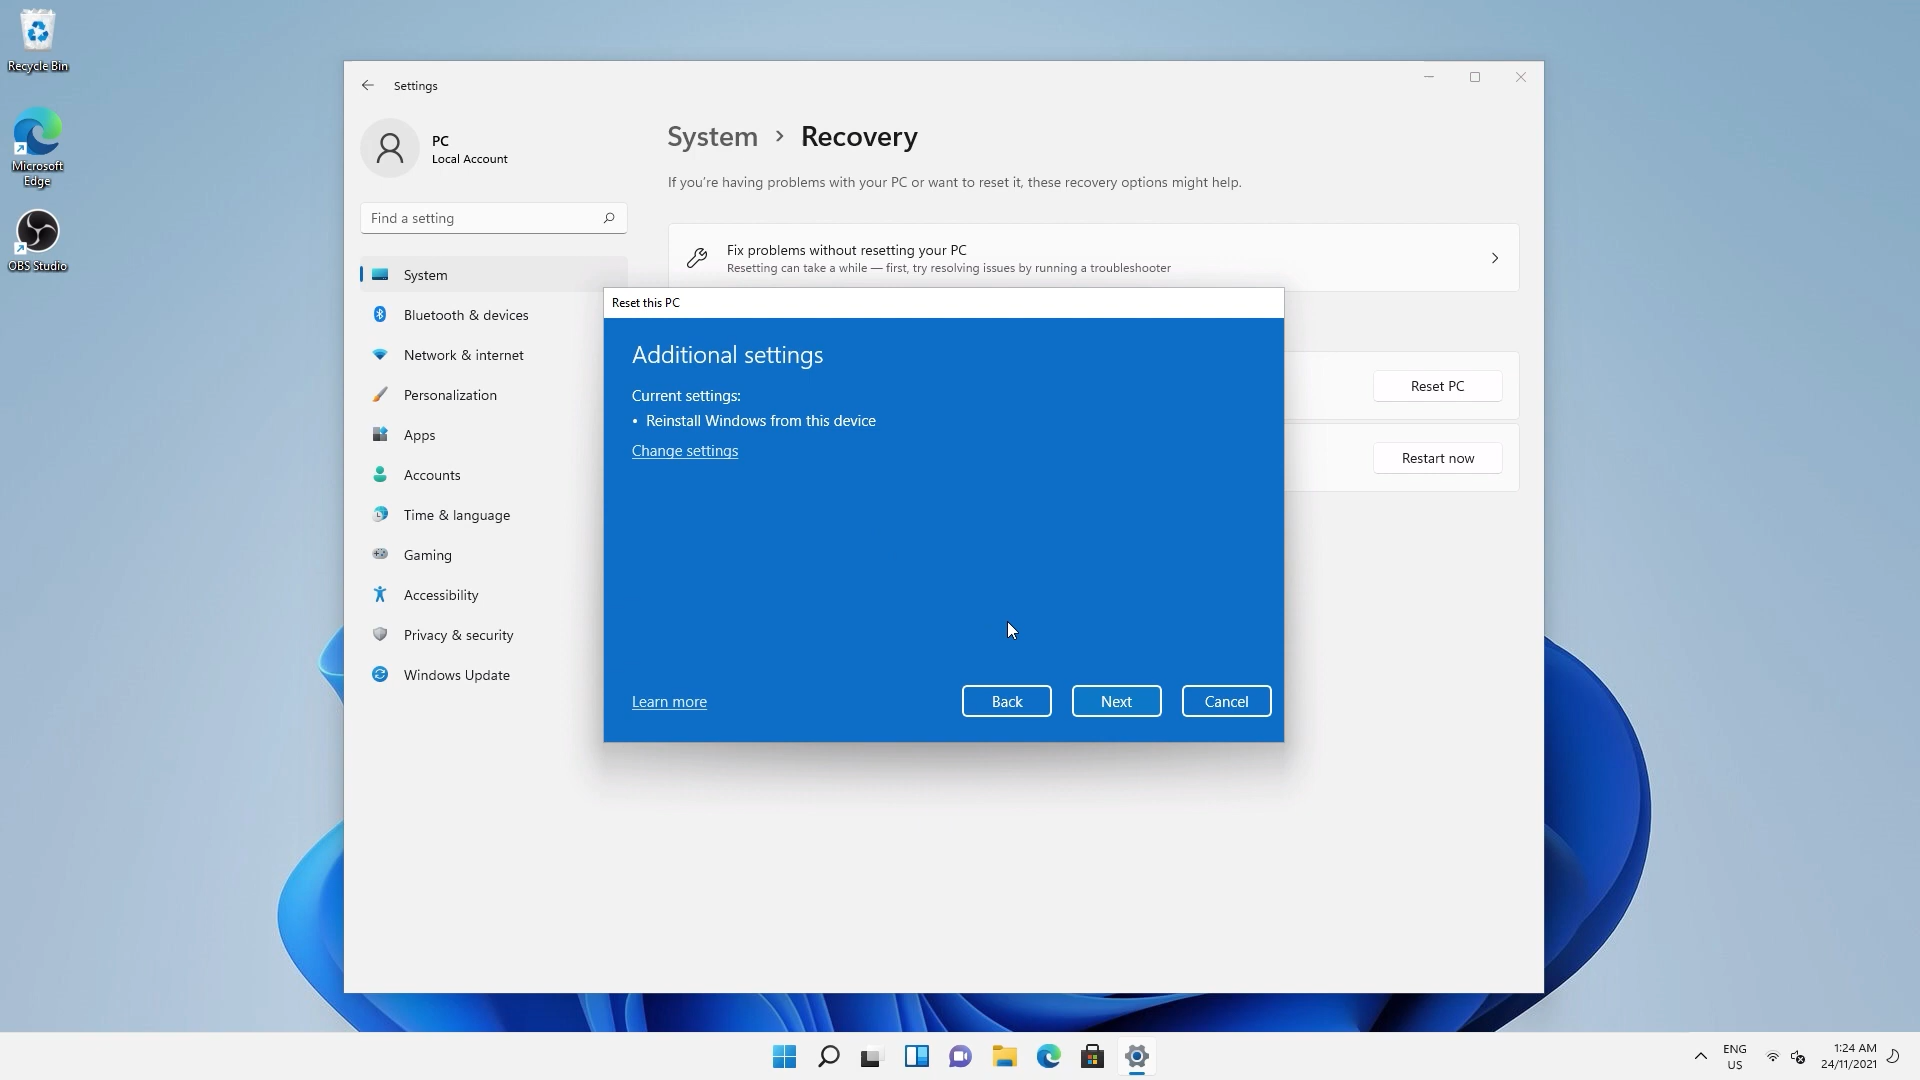 Recycle Bin
Microsoft
Edge
OBS Studio
Settings
PC
Local Account
Find a setting
System
Bluetooth & devices
Network & internet
Personalization
Apps
Accounts
Time & language
Gaming
Accessibility
Privacy & security
Windows Update
System > Recovery
If you're having problems with your PC or want to reset it, these recovery options might help.
Fix problems without resetting your PC
Resetting can take a while — first, try resolving issues by running a troubleshooter
Reset PC
Restart now
Reset this PC
Additional settings
Current settings:
• Reinstall Windows from this device
Change settings
Learn more
Back
Next
Cancel
ENG
US
1:24 AM
24/11/2021